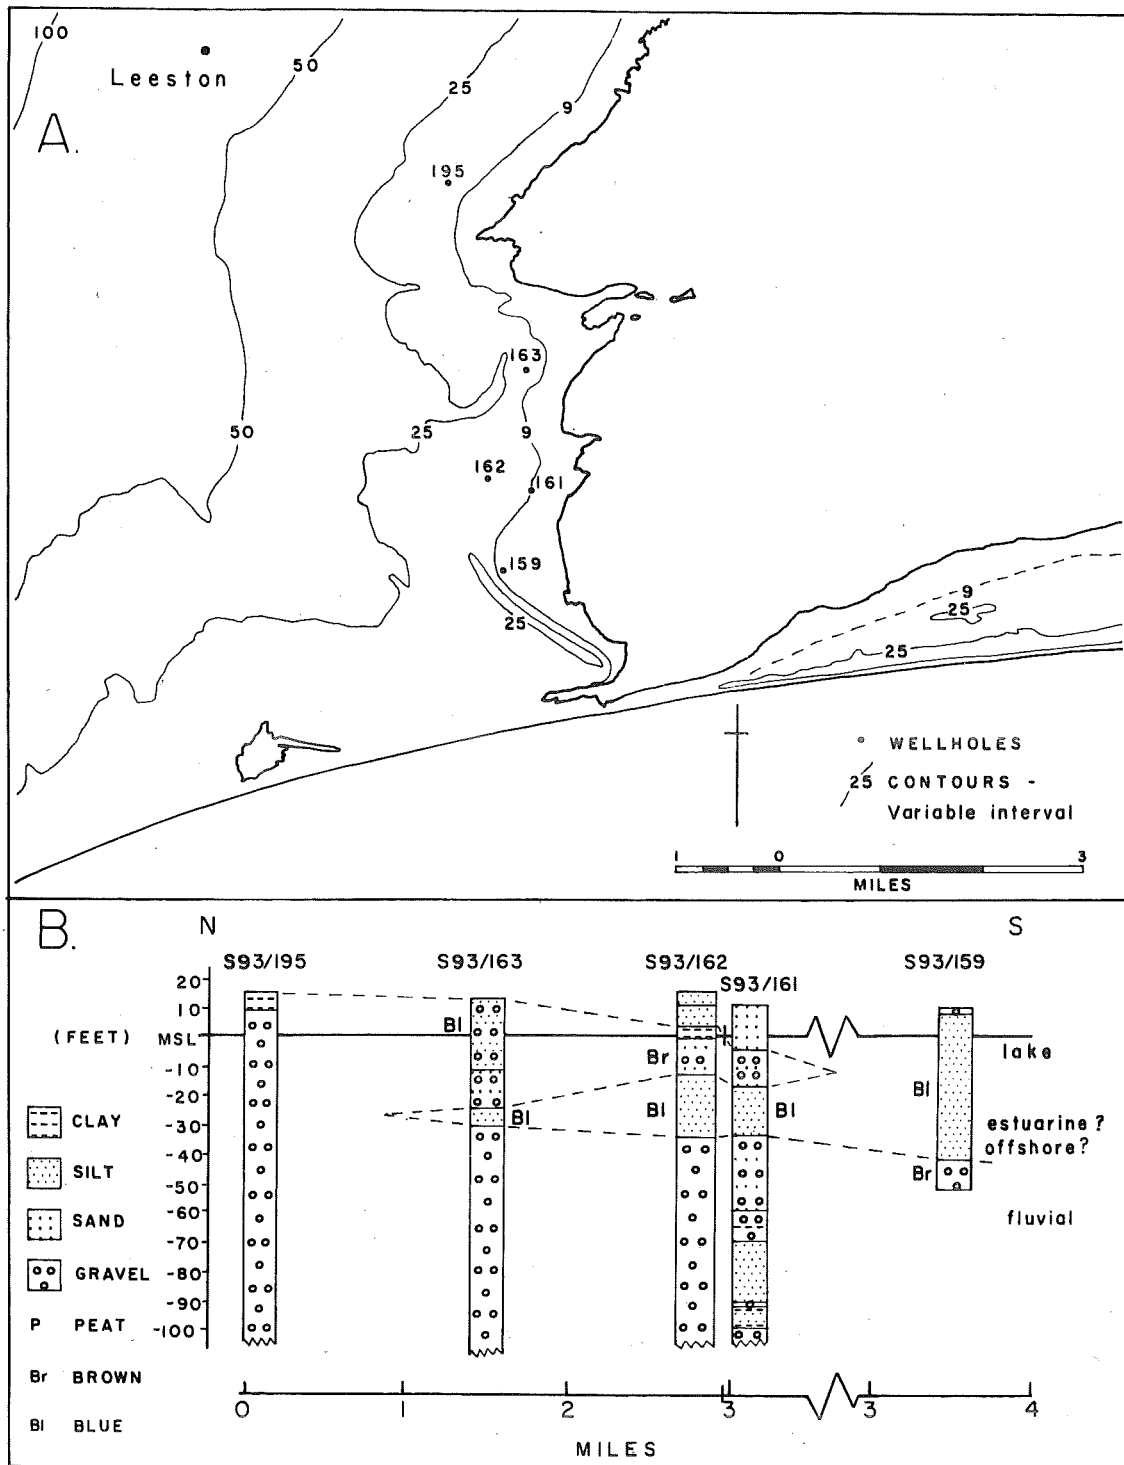 A.
100
Leeston
50
25
9
195
163
50
25
9
162
161
159
25
9
25
25
WELLHOLES
25 CONTOURS -
Variable interval
1 0 3
MILES
B.
N S
S93/195 S93/163 S93/162 S93/161 S93/159
(FEET)
20
10
MSL
-10
-20
-30
-40
-50
-60
-70
-80
-90
-100
Bl
Br
Bl
Bl
Bl
Bl
Br
lake
estuarine?
offshore?
fluvial
CLAY
SILT
SAND
GRAVEL
P PEAT
Br BROWN
Bl BLUE
0 1 2 3 3 4
MILES